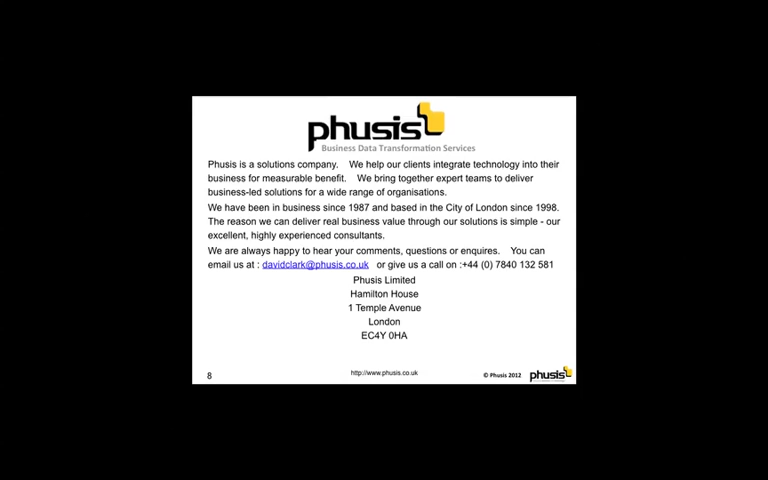 phusis
Business Data Transformation Services
Phusis is a solutions company. We help our clients integrate technology into their
business for measurable benefit. We bring together expert teams to deliver
business-led solutions for a wide range of organisations.
We have been in business since 1987 and based in the City of London since 1998.
The reason we can deliver real business value through our solutions is simple - our
excellent, highly experienced consultants.
We are always happy to hear your comments, questions or enquires. You can
email us at : davidclark@phusis.co.uk or give us a call on :+44 (0) 7840 132 581
Phusis Limited
Hamilton House
1 Temple Avenue
London
EC4Y 0HA
8 http://www.phusis.co.uk © Phusis 2012 phusis